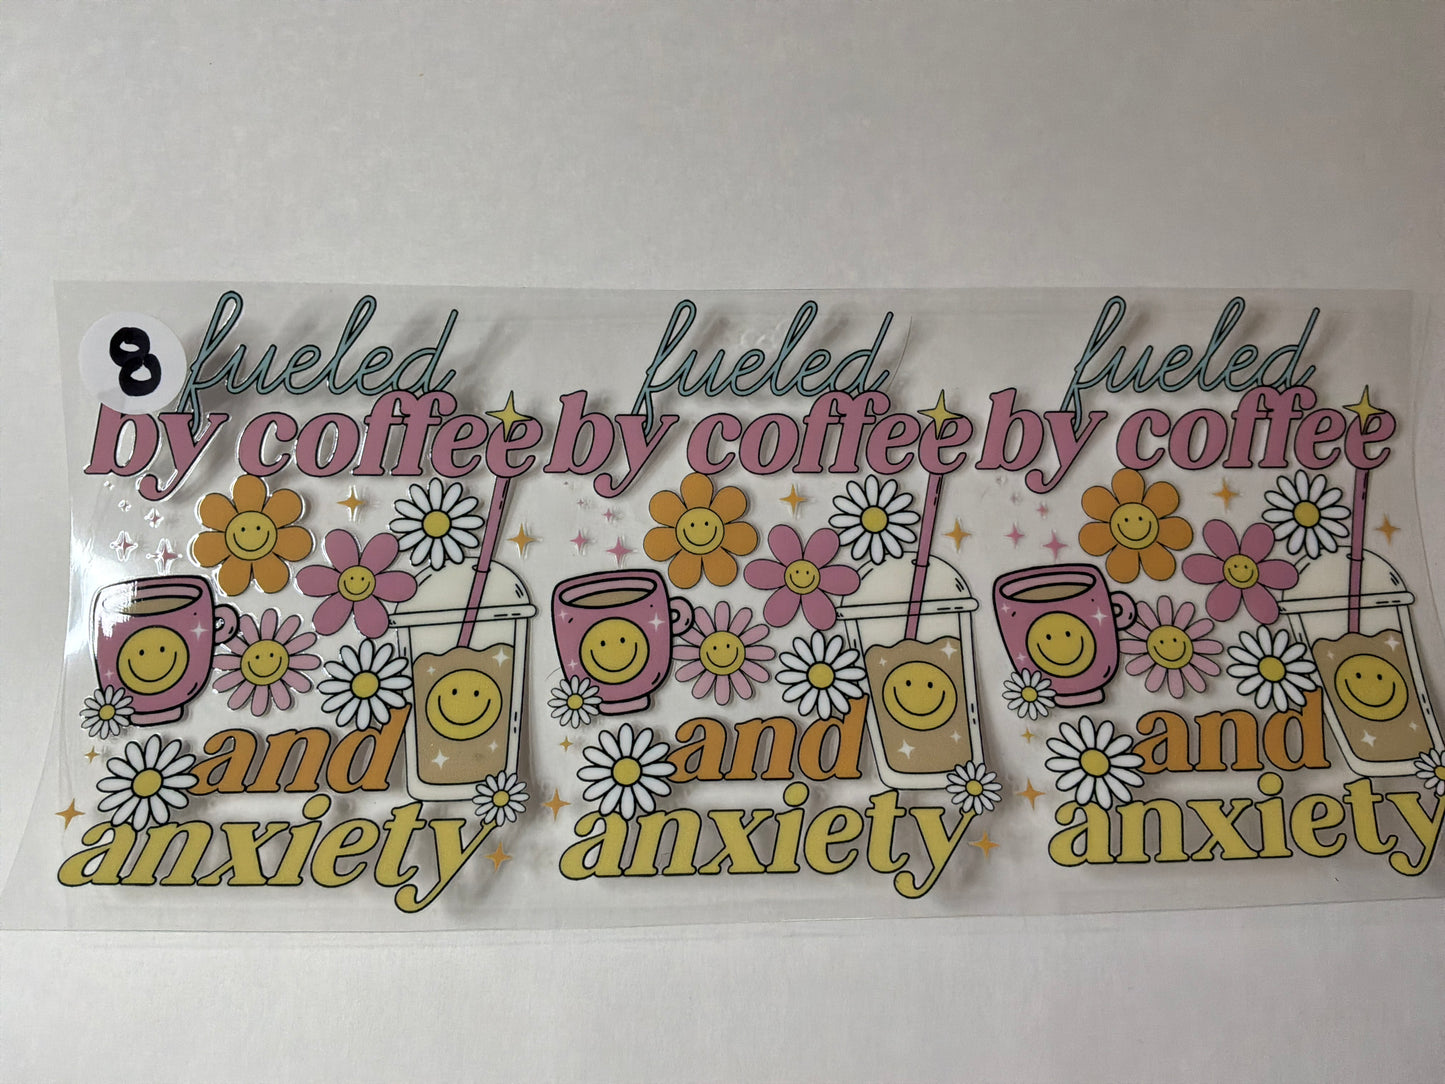 8
fueled
by coffee
and
anxiety
fueled
by coffee
and
anxiety
fueled
by coffee
and
anxiety